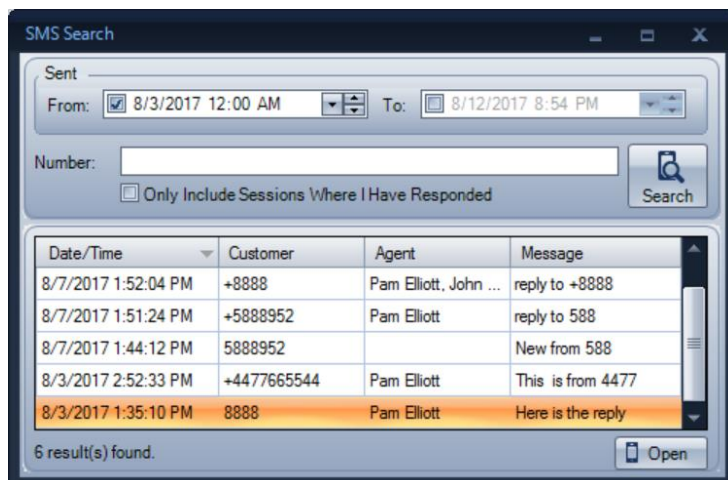 SMS Search
Sent
From: 8/3/2017 12:00 AM To: 8/12/2017 8:54 PM
Number:
Only Include Sessions Where I Have Responded
Search
Date/Time Customer Agent Message
8/7/2017 1:52:04 PM +8888 Pam Elliott, John ... reply to +8888
8/7/2017 1:51:24 PM +5888952 Pam Elliott reply to 588
8/7/2017 1:44:12 PM 5888952 New from 588
8/3/2017 2:52:33 PM +4477665544 Pam Elliott This is from 4477
8/3/2017 1:35:10 PM 8888 Pam Elliott Here is the reply
6 result(s) found. Open